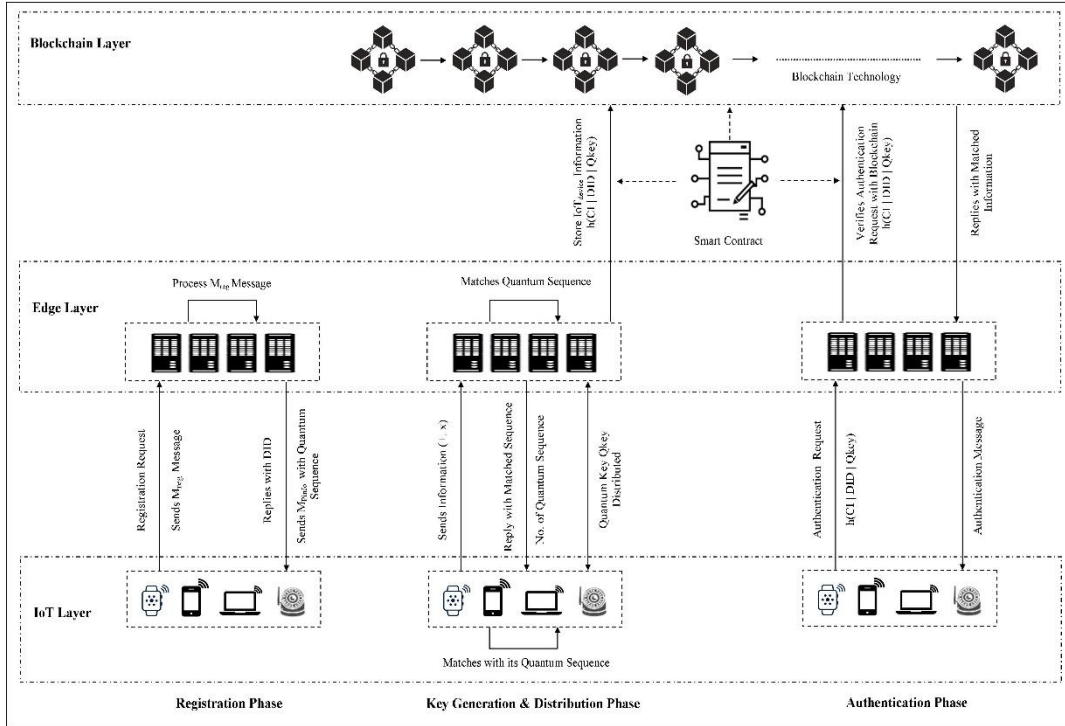 Blockchain Layer
Blockchain Technology
Store IoTdevice Information
h(CI | DID | Qkey)
Smart Contract
Verifies Authentication
Request with Blockchain
h(CI | DID | Qkey)
Replies with Matched
Information
Edge Layer
Process Mreg Message
Matches Quantum Sequence
Registration Request
Sends Mreg Message
Replies with DID
Sends with Quantum
Sequence
Sends Information (+, x)
Reply with Matched Sequence
No. of Quantum Sequence
Quantum Key Qkey
Distributed
Authentication Request
h(CI | DID | Qkey)
Authentication Message
IoT Layer
Matches with its Quantum Sequence
Registration Phase
Key Generation & Distribution Phase
Authentication Phase